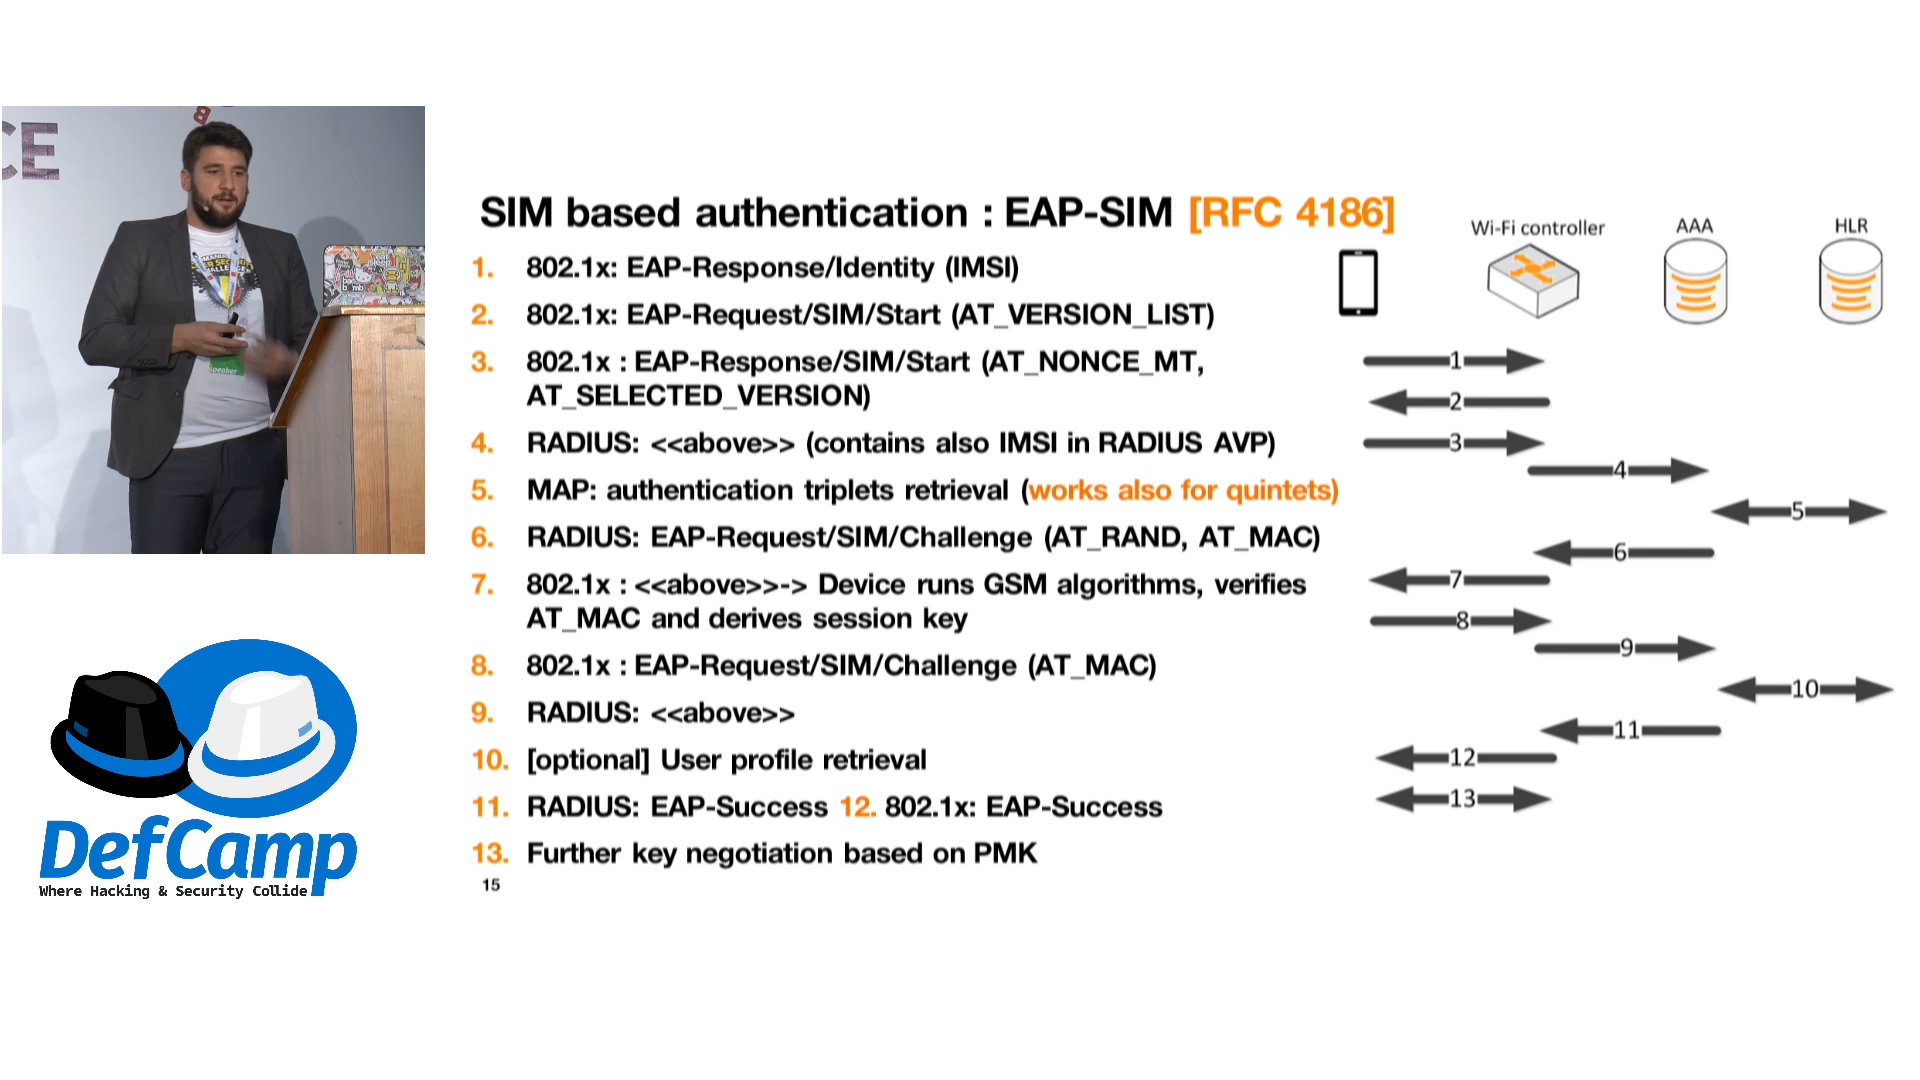 CE
Speaker
SIM based authentication : EAP-SIM [RFC 4186]
1. 802.1x: EAP-Response/Identity (IMSI)
2. 802.1x: EAP-Request/SIM/Start (AT_VERSION_LIST)
3. 802.1x : EAP-Response/SIM/Start (AT_NONCE_MT,
AT_SELECTED_VERSION)
4. RADIUS: <<above>> (contains also IMSI in RADIUS AVP)
5. MAP: authentication triplets retrieval (works also for quintets)
6. RADIUS: EAP-Request/SIM/Challenge (AT_RAND, AT_MAC)
7. 802.1x : <<above>>-> Device runs GSM algorithms, verifies
AT_MAC and derives session key
8. 802.1x : EAP-Request/SIM/Challenge (AT_MAC)
9. RADIUS: <<above>>
10. [optional] User profile retrieval
11. RADIUS: EAP-Success 12. 802.1x: EAP-Success
13. Further key negotiation based on PMK
15
Wi-Fi controller
AAA
HLR
1
2
3
4
5
6
7
8
9
10
11
12
13
DefCamp
Where Hacking & Security Collide